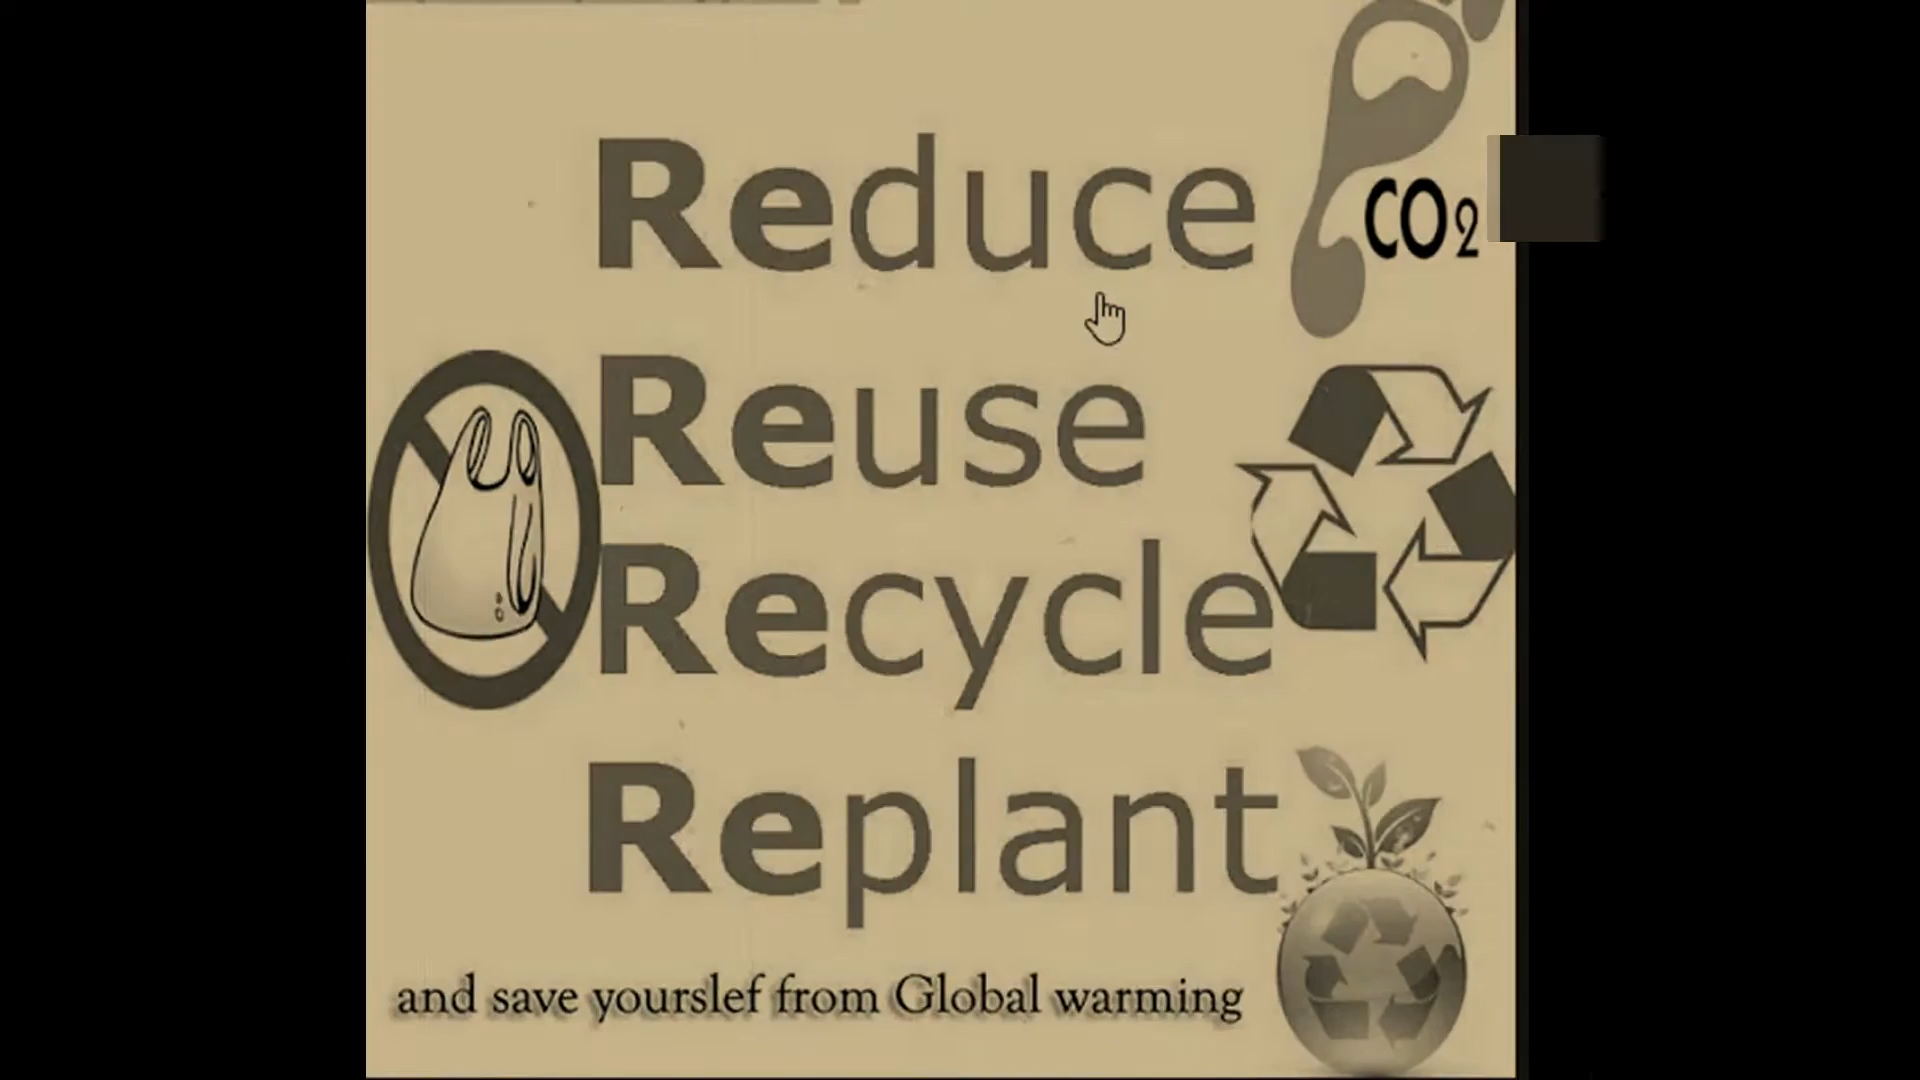 Reduce
CO2
Reuse
Recycle
Replant
and save yourslef from Global warming